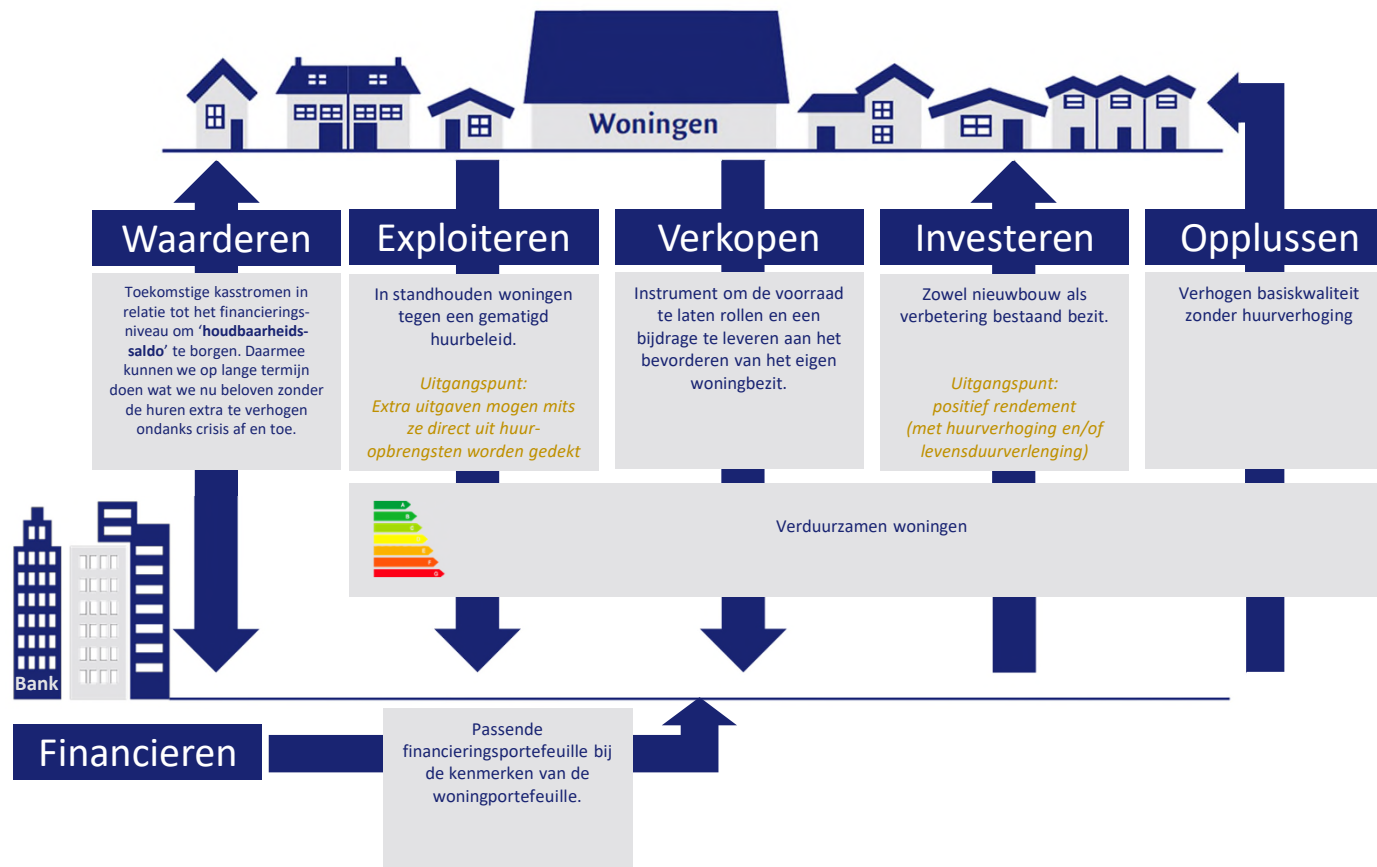 Woningen
Waarderen
Toekomstige kasstromen in
relatie tot het financierings-
niveau om ‘houdbaarheids-
saldo’ te borgen. Daarmee
kunnen we op lange termijn
doen wat we nu beloven zonder
de huren extra te verhogen
ondanks crisis af en toe.
Exploiteren
In standhouden woningen
tegen een gematigd
huurbeleid.
Uitgangspunt:
Extra uitgaven mogen mits
ze direct uit huur-
opbrengsten worden gedekt
Verkopen
Instrument om de voorraad
te laten rollen en een
bijdrage te leveren aan het
bevorderen van het eigen
woningbezit.
Investeren
Zowel nieuwbouw als
verbetering bestaand bezit.
Uitgangspunt:
positief rendement
(met huurverhoging en/of
levensduurverlenging)
Opplussen
Verhogen basiskwaliteit
zonder huurverhoging
A
B
E
F
G
Verduurzamen woningen
Bank
Financieren
Passende
financieringsportefeuille bij
de kenmerken van de
woningportefeuille.